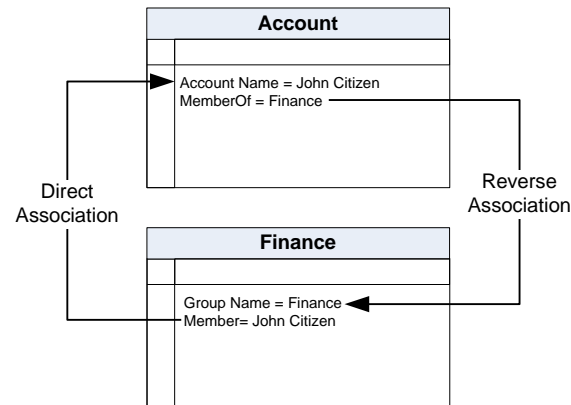 Account
Account Name = John Citizen
MemberOf = Finance
Direct
Association
Reverse
Association
Finance
Group Name = Finance
Member= John Citizen